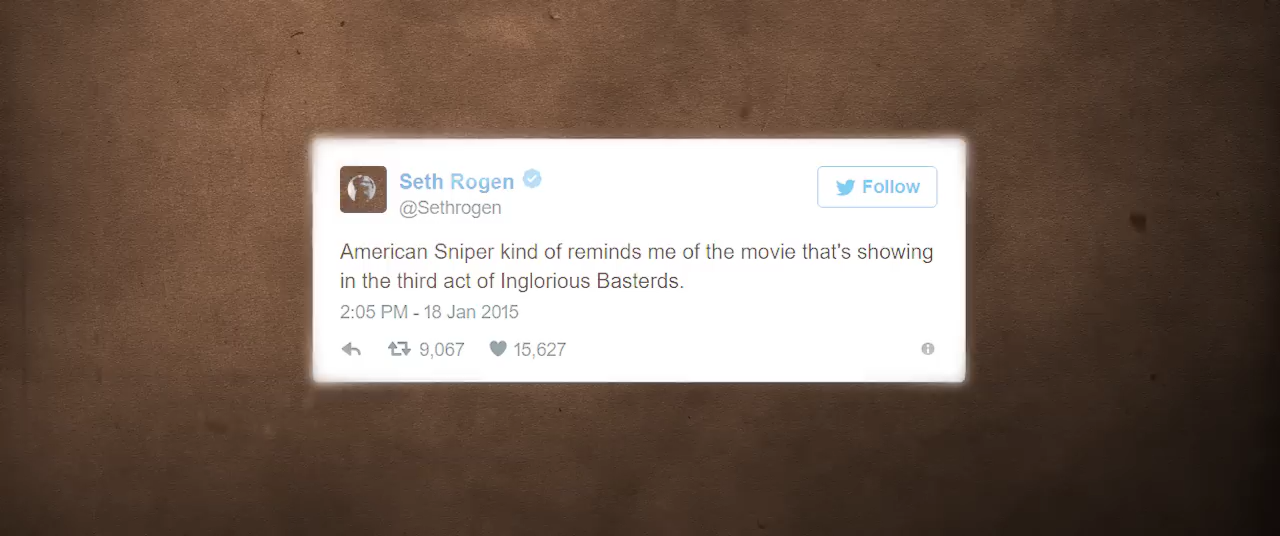 Seth Rogen
Follow
@Sethrogen
American Sniper kind of reminds me of the movie that's showing
in the third act of Inglorious Basterds.
2:05 PM - 18 Jan 2015
9,067 15,627